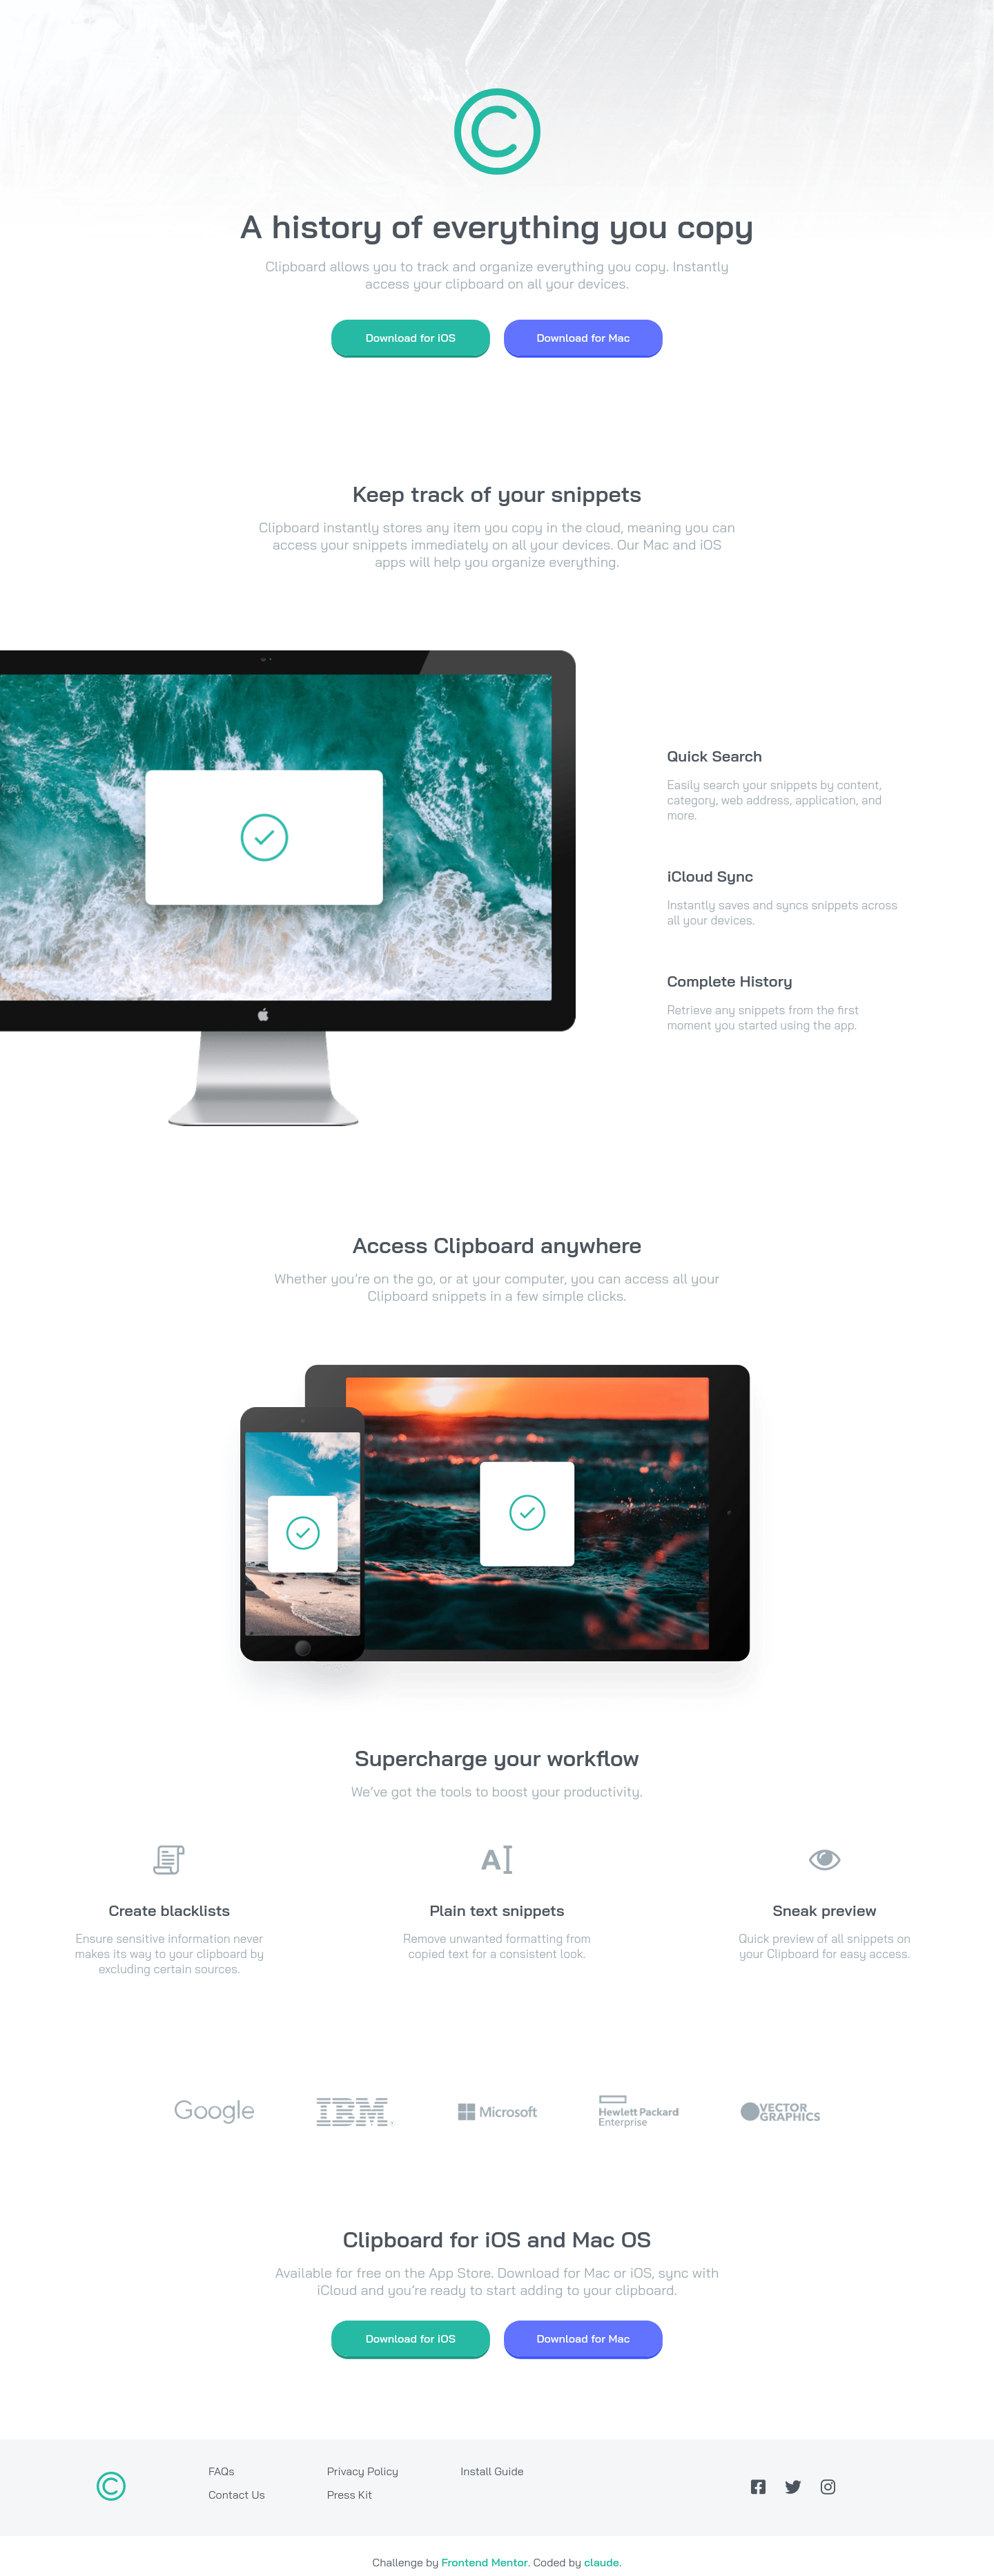 A history of everything you copy
Clipboard allows you to track and organize everything you copy. Instantly
access your clipboard on all your devices.
Download for iOS
Download for Mac
Keep track of your snippets
Clipboard instantly stores any item you copy in the cloud, meaning you can
access your snippets immediately on all your devices. Our Mac and iOS
apps will help you organize everything.
Quick Search
Easily search your snippets by content,
category, web address, application, and
more.
iCloud Sync
Instantly saves and syncs snippets across
all your devices.
Complete History
Retrieve any snippets from the first
moment you started using the app.
Access Clipboard anywhere
Whether you’re on the go, or at your computer, you can access all your
Clipboard snippets in a few simple clicks.
Supercharge your workflow
We’ve got the tools to boost your productivity.
Create blacklists
Ensure sensitive information never
makes its way to your clipboard by
excluding certain sources.
Plain text snippets
Remove unwanted formatting from
copied text for a consistent look.
Sneak preview
Quick preview of all snippets on
your Clipboard for easy access.
Google
IBM
Microsoft
Hewlett Packard
Enterprise
VECTOR
GRAPHICS
Clipboard for iOS and Mac OS
Available for free on the App Store. Download for Mac or iOS, sync with
iCloud and you’re ready to start adding to your clipboard.
Download for iOS
Download for Mac
FAQs
Contact Us
Privacy Policy
Press Kit
Install Guide
Challenge by Frontend Mentor. Coded by claude.